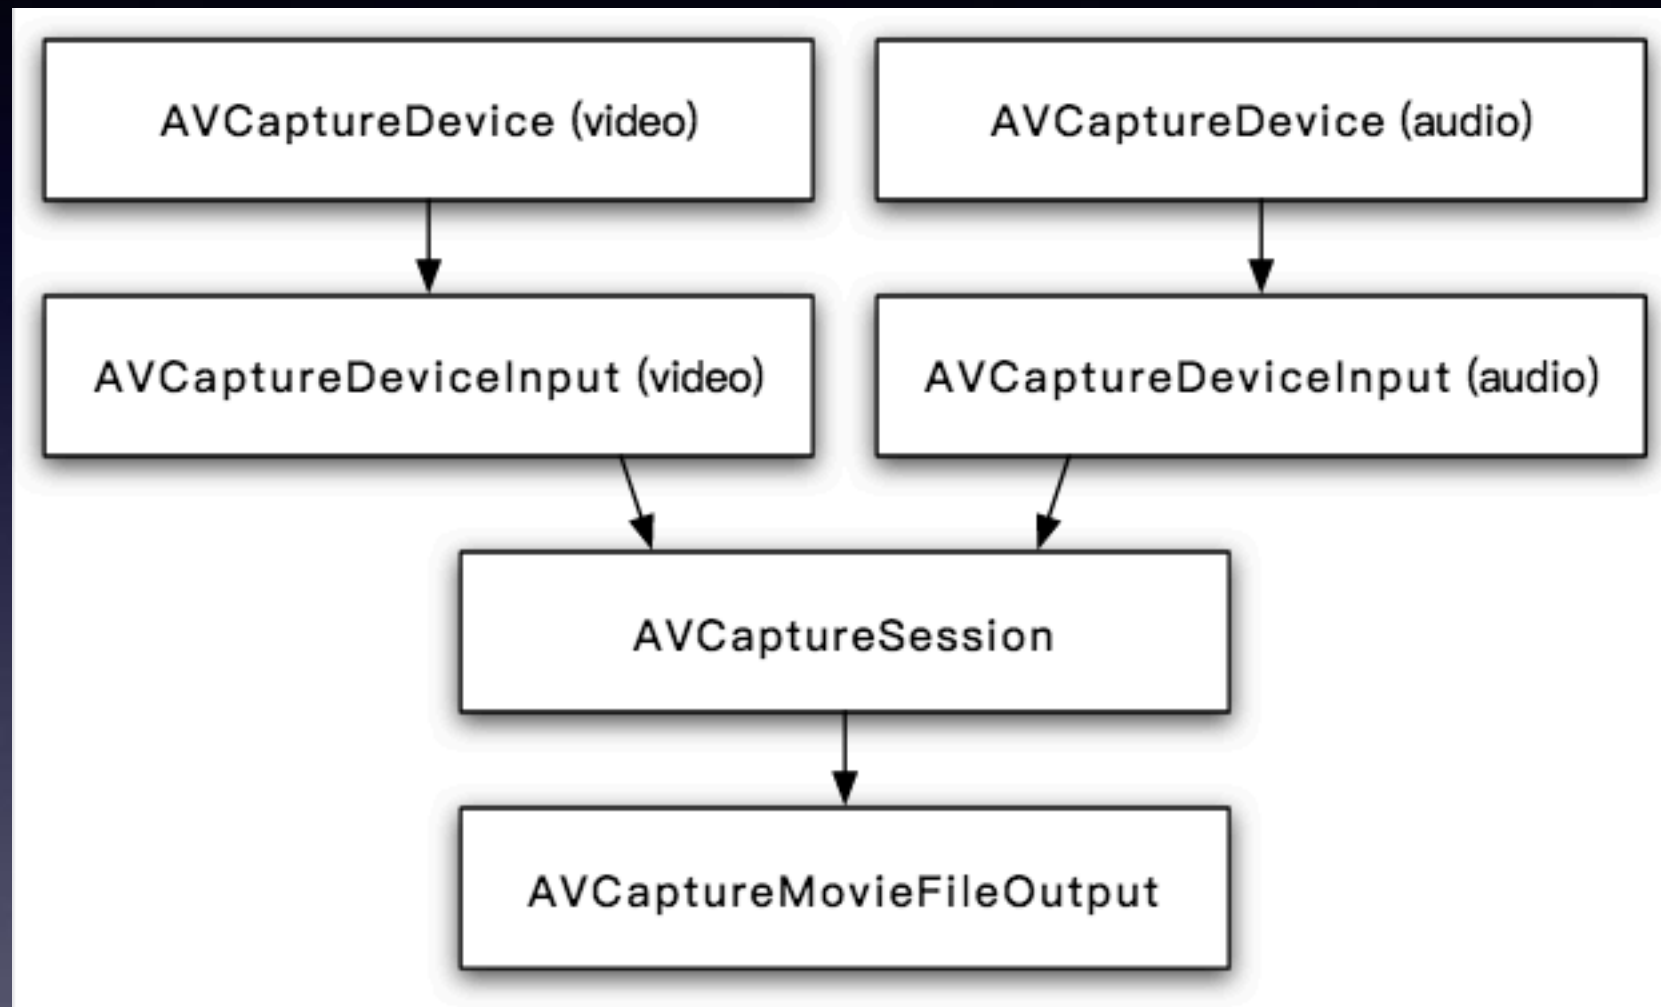 AVCaptureDevice (video)
AVCaptureDevice (audio)
AVCaptureDeviceInput (video)
AVCaptureDeviceInput (audio)
AVCaptureSession
AVCaptureMovieFileOutput